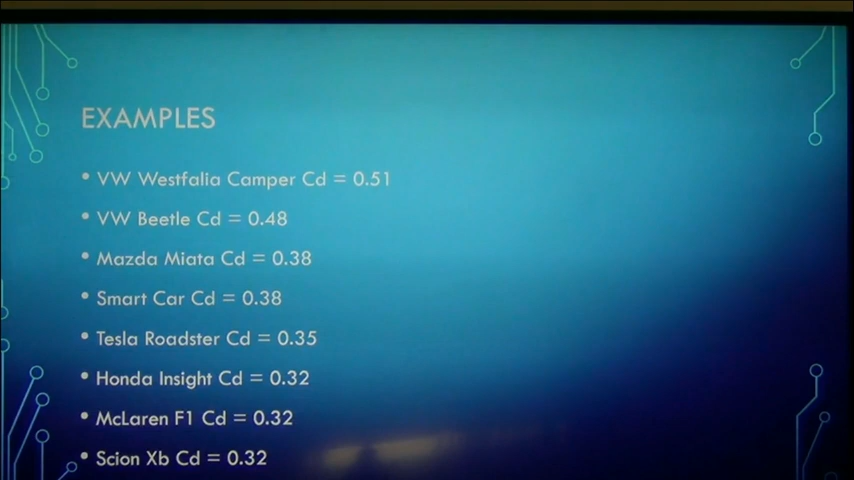 EXAMPLES
• VW Westfalia Camper Cd = 0.51
• VW Beetle Cd = 0.48
• Mazda Miata Cd = 0.38
• Smart Car Cd = 0.38
• Tesla Roadster Cd = 0.35
• Honda Insight Cd = 0.32
• McLaren F1 Cd = 0.32
• Scion Xb Cd = 0.32